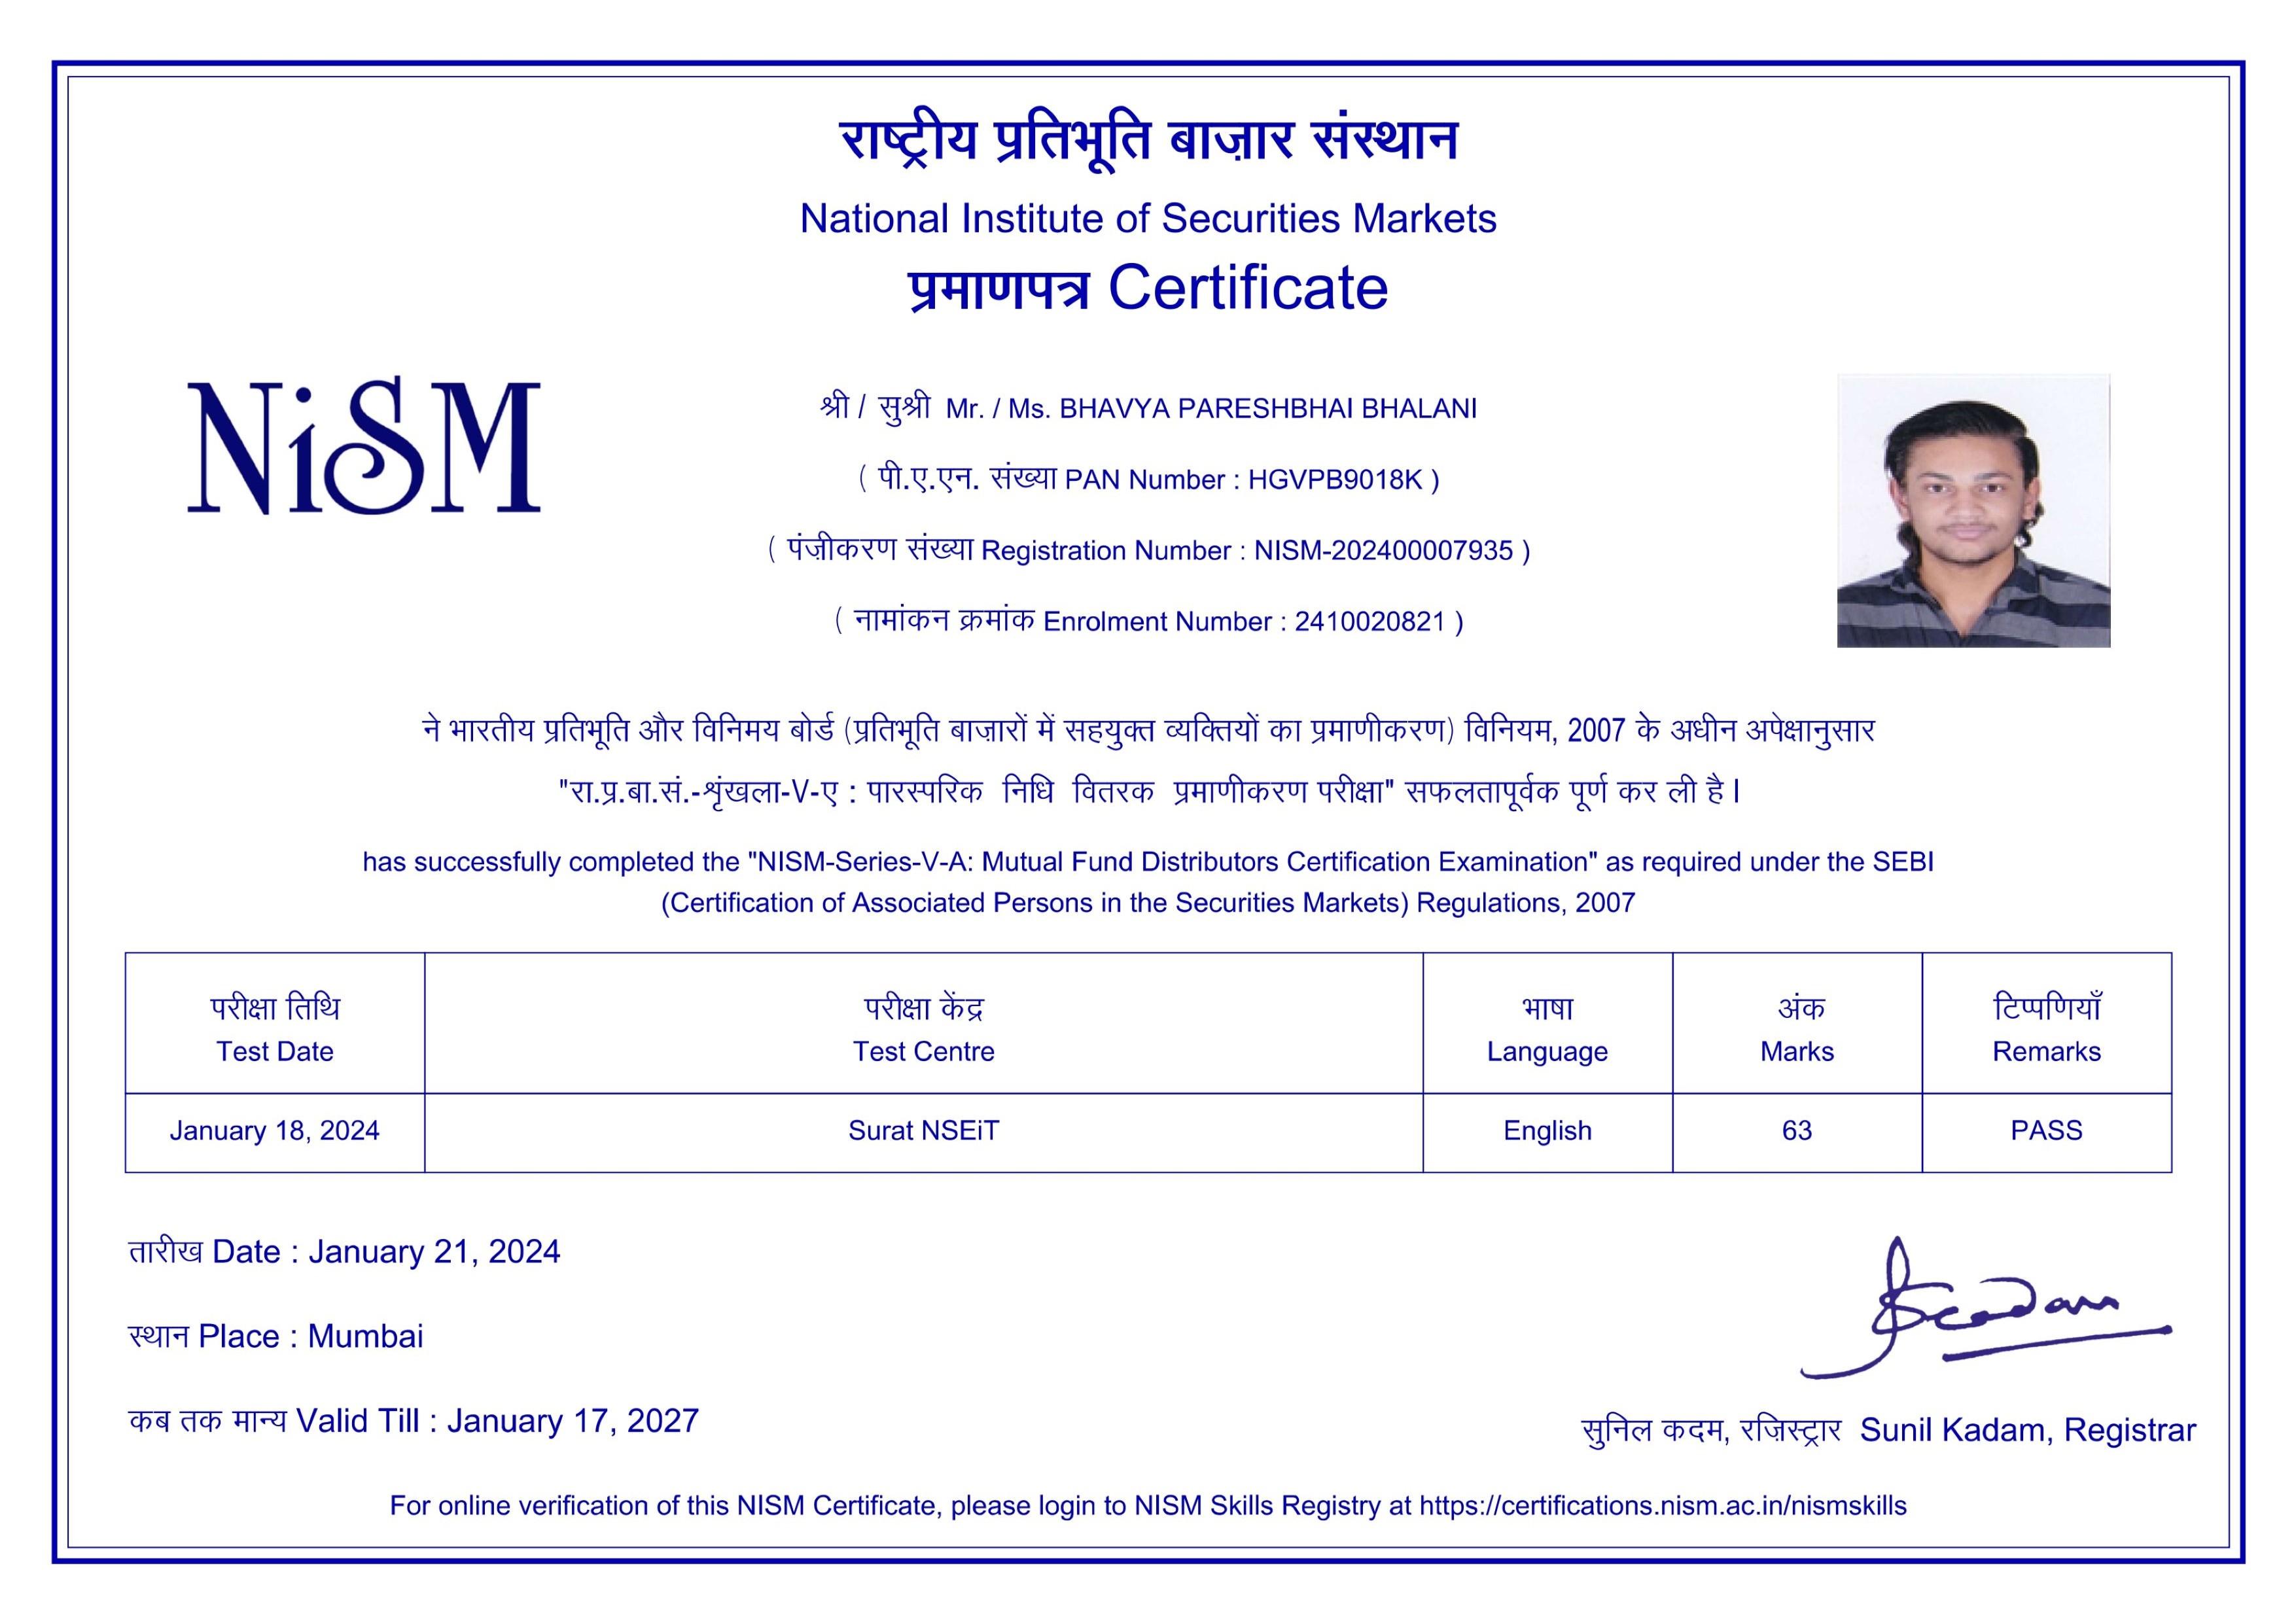 राष्ट्रीय प्रतिभूति बाज़ार संस्थान
National Institute of Securities Markets
प्रमाणपत्र Certificate
NiSM
श्री / सुश्री Mr. / Ms. BHAVYA PARESHBHAI BHALANI
( पी.ए.एन. संख्या PAN Number : HGVPB9018K )
( पंज़ीकरण संख्या Registration Number : NISM-202400007935 )
( नामांकन क्रमांक Enrolment Number : 2410020821 )
ने भारतीय प्रतिभूति और विनिमय बोर्ड (प्रतिभूति बाज़ारों में सहयुक्त व्यक्तियों का प्रमाणीकरण) विनियम, 2007 के अधीन अपेक्षानुसार
"रा.प्र.बा.सं.-शृंखला-V-ए : पारस्परिक निधि वितरक प्रमाणीकरण परीक्षा" सफलतापूर्वक पूर्ण कर ली है।
has successfully completed the "NISM-Series-V-A: Mutual Fund Distributors Certification Examination" as required under the SEBI
(Certification of Associated Persons in the Securities Markets) Regulations, 2007
परीक्षा तिथि परीक्षा केंद्र भाषा अंक टिप्पणियाँ
Test Date Test Centre Language Marks Remarks
January 18, 2024 Surat NSEiT English 63 PASS
तारीख Date : January 21, 2024
स्थान Place : Mumbai
कब तक मान्य Valid Till : January 17, 2027
Skadam
सुनिल कदम, रज़िस्ट्रार Sunil Kadam, Registrar
For online verification of this NISM Certificate, please login to NISM Skills Registry at https://certifications.nism.ac.in/nismskills